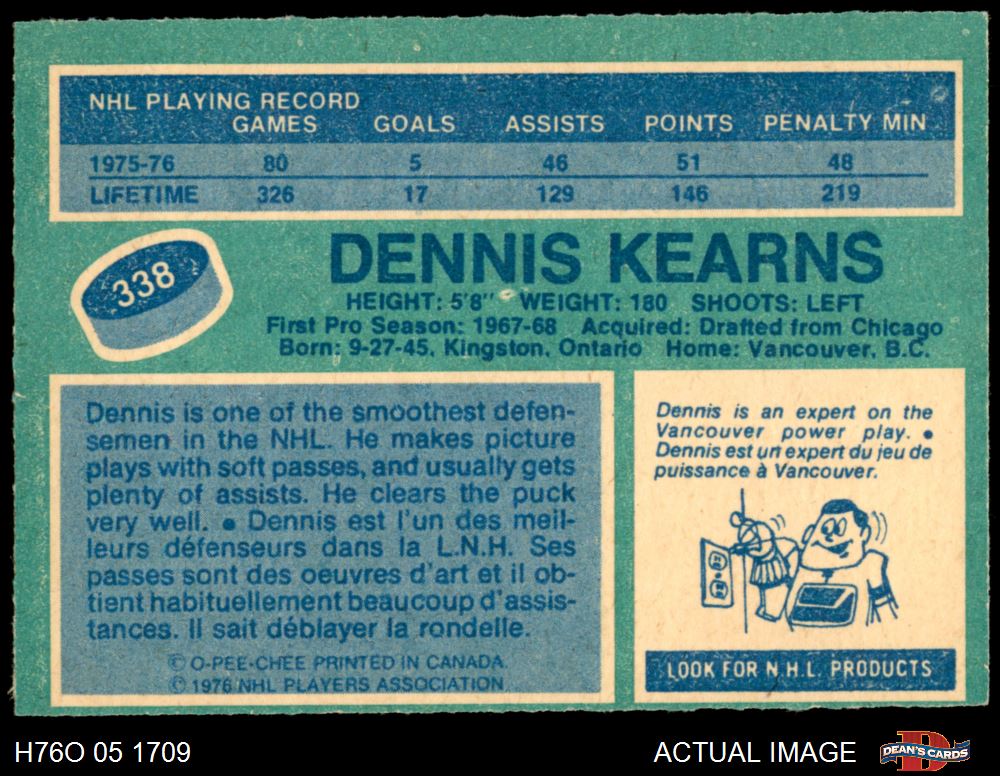 NHL PLAYING RECORD
GAMES GOALS ASSISTS POINTS PENALTY MIN
1975-76 80 5 46 51 48
LIFETIME 326 17 129 146 219
338
DENNIS KEARNS
HEIGHT: 5'8" WEIGHT: 180 SHOOTS: LEFT
First Pro Season: 1967-68 Acquired: Drafted from Chicago
Born: 9-27-45, Kingston, Ontario Home: Vancouver, B.C.
Dennis is one of the smoothest defen-
semen in the NHL. He makes picture
plays with soft passes, and usually gets
plenty of assists. He clears the puck
very well. • Dennis est l'un des meil-
leurs défenseurs dans la L.N.H. Ses
passes sont des oeuvres d'art et il ob-
tient habituellement beaucoup d'assis-
tances. Il sait déblayer la rondelle.
© O-PEE-CHEE PRINTED IN CANADA.
© 1976 NHL PLAYERS ASSOCIATION
Dennis is an expert on the
Vancouver power play. •
Dennis est un expert du jeu de
puissance à Vancouver.
LOOK FOR N.H.L. PRODUCTS
H76O 05 1709
ACTUAL IMAGE
D
DEAN'S CARDS